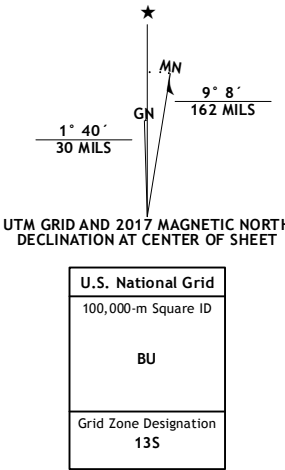 ★
MN
GN
9° 8´
162 MILS
1° 40´
30 MILS
UTM GRID AND 2017 MAGNETIC NORTH
DECLINATION AT CENTER OF SHEET
U.S. National Grid
100,000-m Square ID
BU
Grid Zone Designation
13S